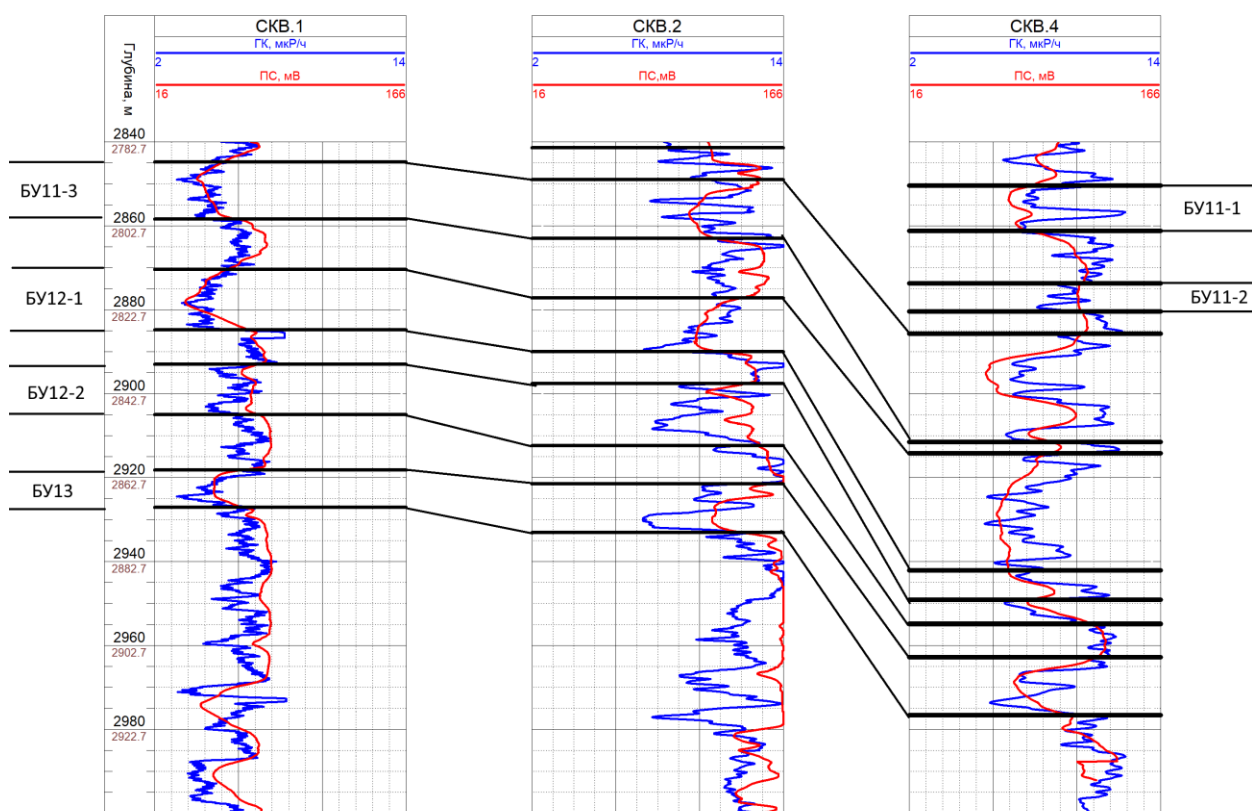 СКВ.1
СКВ.2
СКВ.4
Глубина, м
ГК, мкР/ч
2 14
ПС, мВ
16 166
ГК, мкР/ч
2 14
ПС,мВ
16 166
ГК, мкР/ч
2 14
ПС, мВ
16 166
2840
2782.7
БУ11-3
БУ11-1
2860
2802.7
БУ12-1
2880
2822.7
БУ11-2
БУ12-2
2900
2842.7
2920
2862.7
БУ13
2940
2882.7
2960
2902.7
2980
2922.7